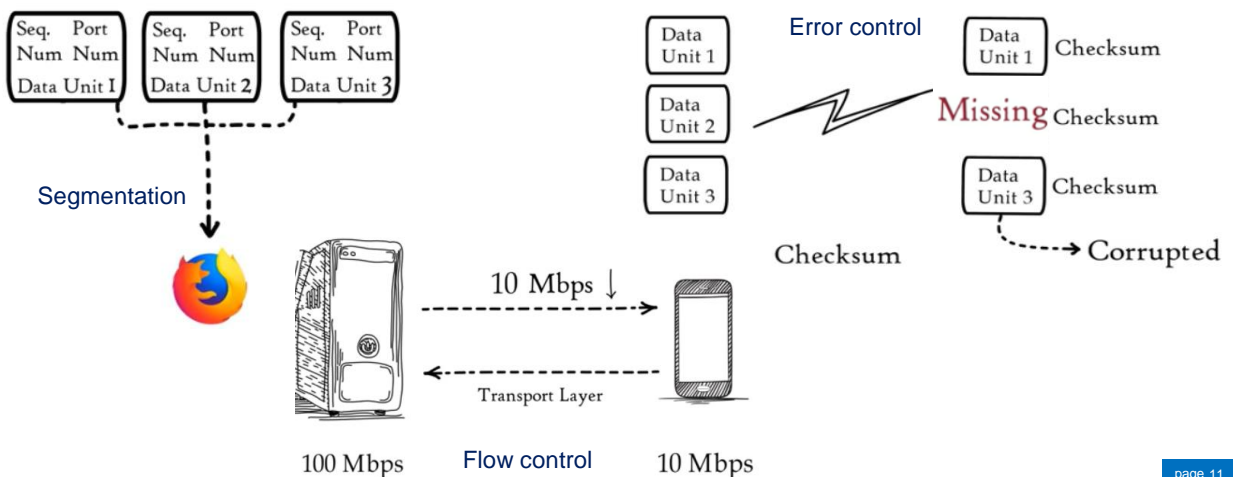 Seq. Port
Num Num
Data Unit 1
Seq. Port
Num Num
Data Unit 2
Seq. Port
Num Num
Data Unit 3
Segmentation
Error control
Data
Unit 1
Data
Unit 2
Data
Unit 3
Data
Unit 1
Checksum
Missing Checksum
Data
Unit 3
Checksum
Checksum
Corrupted
10 Mbps ↓
Transport Layer
100 Mbps
Flow control
10 Mbps
page 11